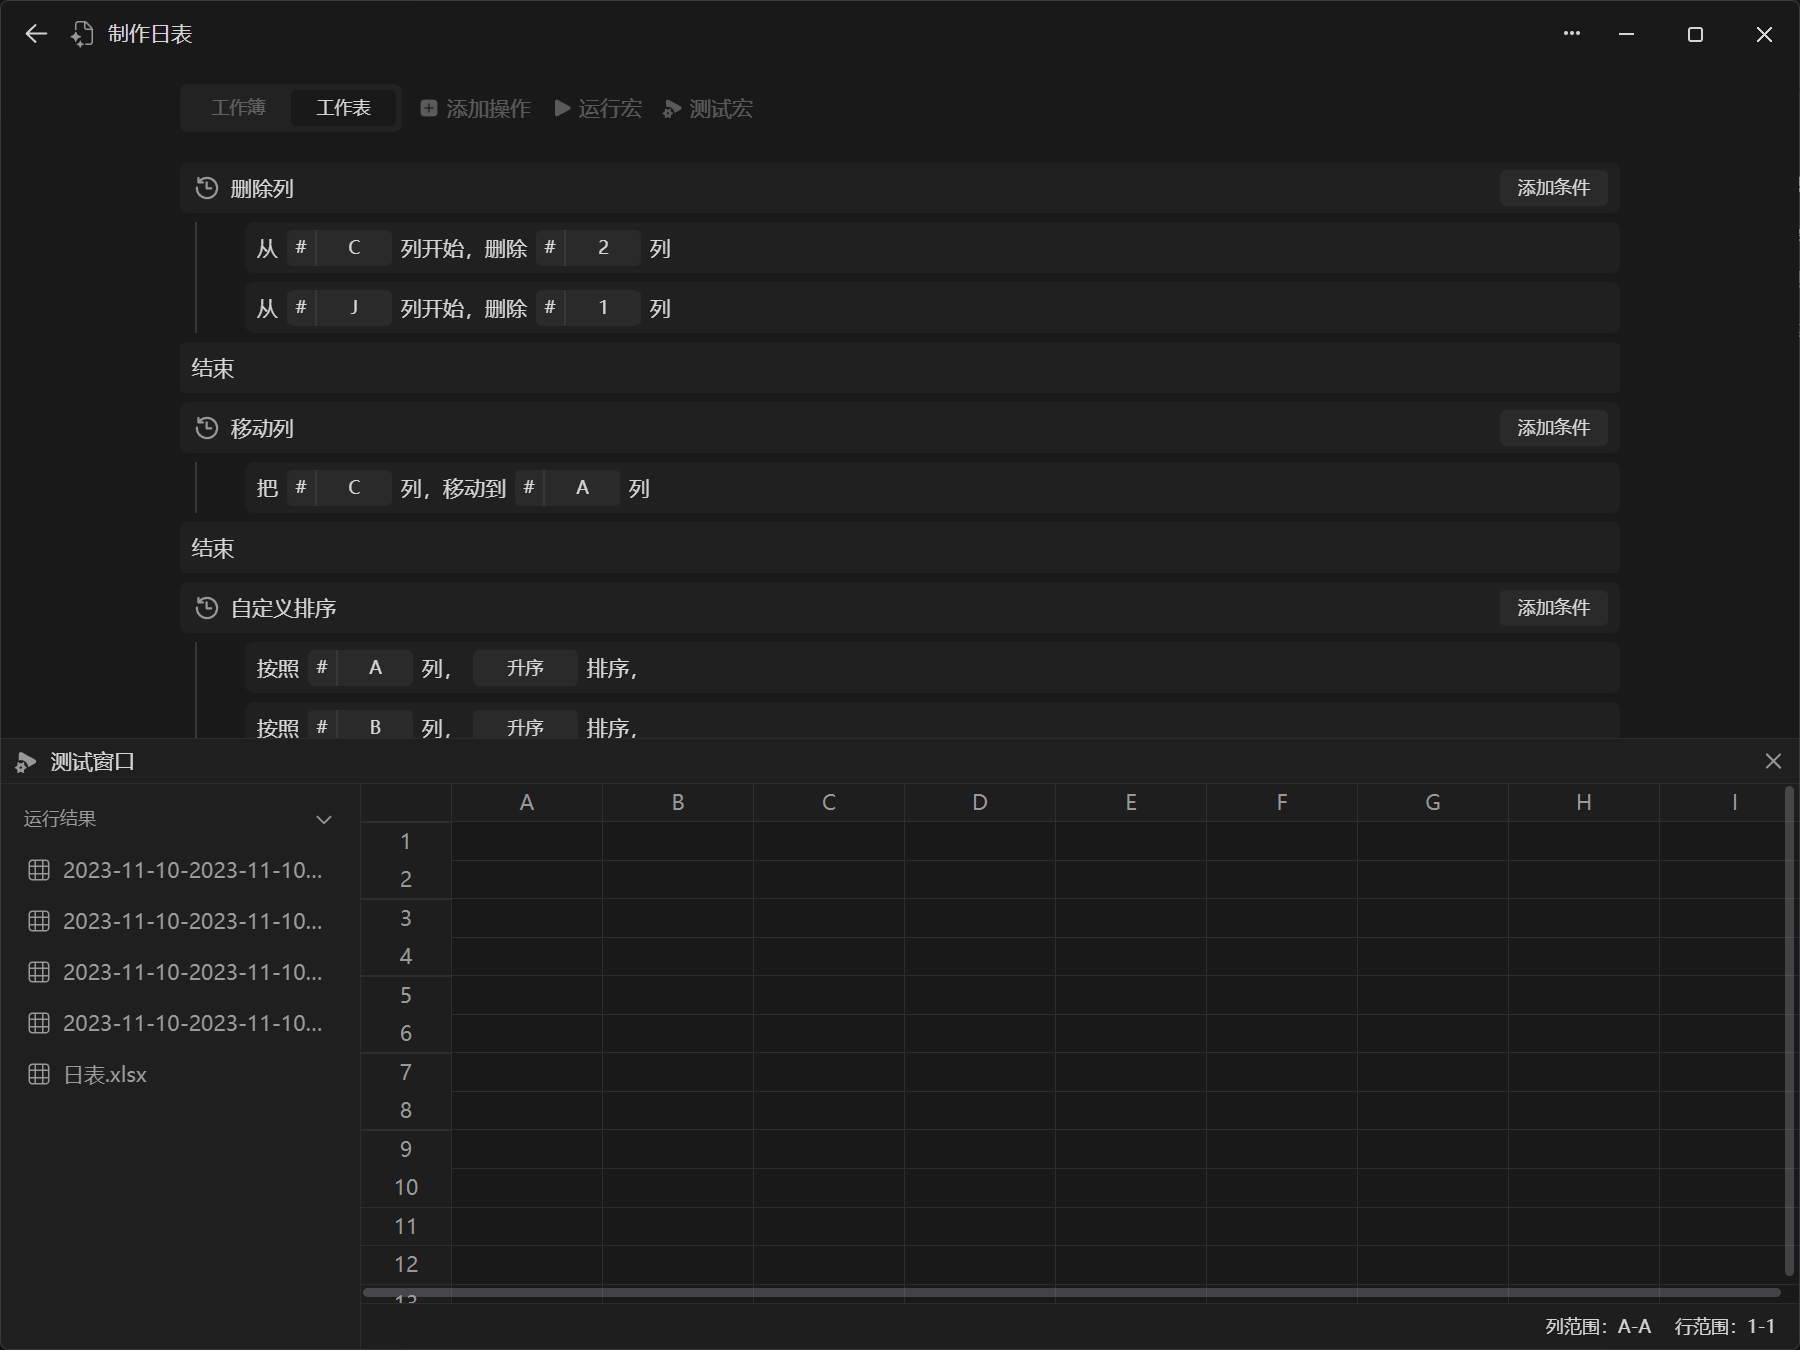 制作日表
工作簿 工作表 添加操作 运行宏 测试宏
删除列 添加条件
从 # C 列开始，删除 # 2 列
从 # J 列开始，删除 # 1 列
结束
移动列 添加条件
把 # C 列，移动到 # A 列
结束
自定义排序 添加条件
按照 # A 列， 升序 排序，
按照 # B 列， 升序 排序，
测试窗口
运行结果
2023-11-10-2023-11-10...
2023-11-10-2023-11-10...
2023-11-10-2023-11-10...
2023-11-10-2023-11-10...
日表.xlsx
A B C D E F G H I
1
2
3
4
5
6
7
8
9
10
11
12
13
列范围：A-A 行范围：1-1